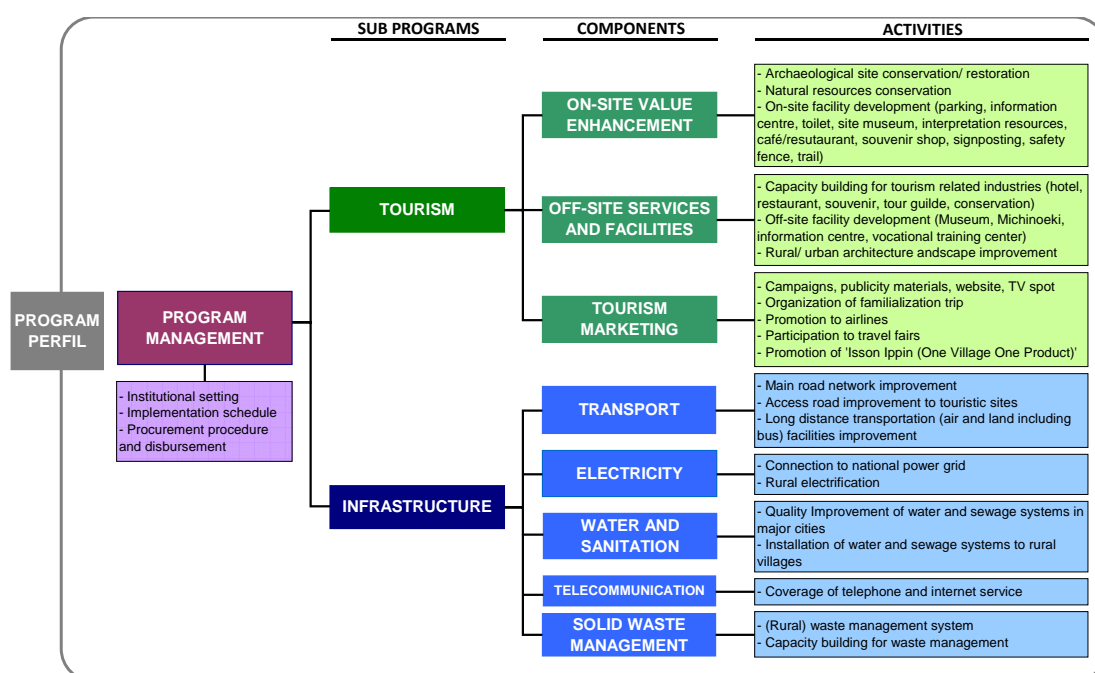 SUB PROGRAMS
COMPONENTS
ACTIVITIES
PROGRAM
PERFIL
PROGRAM
MANAGEMENT
- Institutional setting
- Implementation schedule
- Procurement procedure
and disbursement
TOURISM
ON-SITE VALUE
ENHANCEMENT
- Archaeological site conservation/ restoration
- Natural resources conservation
- On-site facility development (parking, information
centre, toilet, site museum, interpretation resources,
café/resutaurant, souvenir shop, signposting, safety
fence, trail)
OFF-SITE SERVICES
AND FACILITIES
- Capacity building for tourism related industries (hotel,
restaurant, souvenir, tour guilde, conservation)
- Off-site facility development (Museum, Michinoeki,
information centre, vocational training center)
- Rural/ urban architecture andscape improvement
TOURISM
MARKETING
- Campaigns, publicity materials, website, TV spot
- Organization of familialization trip
- Promotion to airlines
- Participation to travel fairs
- Promotion of 'Isson Ippin (One Village One Product)'
INFRASTRUCTURE
TRANSPORT
- Main road network improvement
- Access road improvement to touristic sites
- Long distance transportation (air and land including
bus) facilities improvement
ELECTRICITY
- Connection to national power grid
- Rural electrification
WATER AND
SANITATION
- Quality Improvement of water and sewage systems in
major cities
- Installation of water and sewage systems to rural
villages
TELECOMMUNICATION
- Coverage of telephone and internet service
SOLID WASTE
MANAGEMENT
- (Rural) waste management system
- Capacity building for waste management